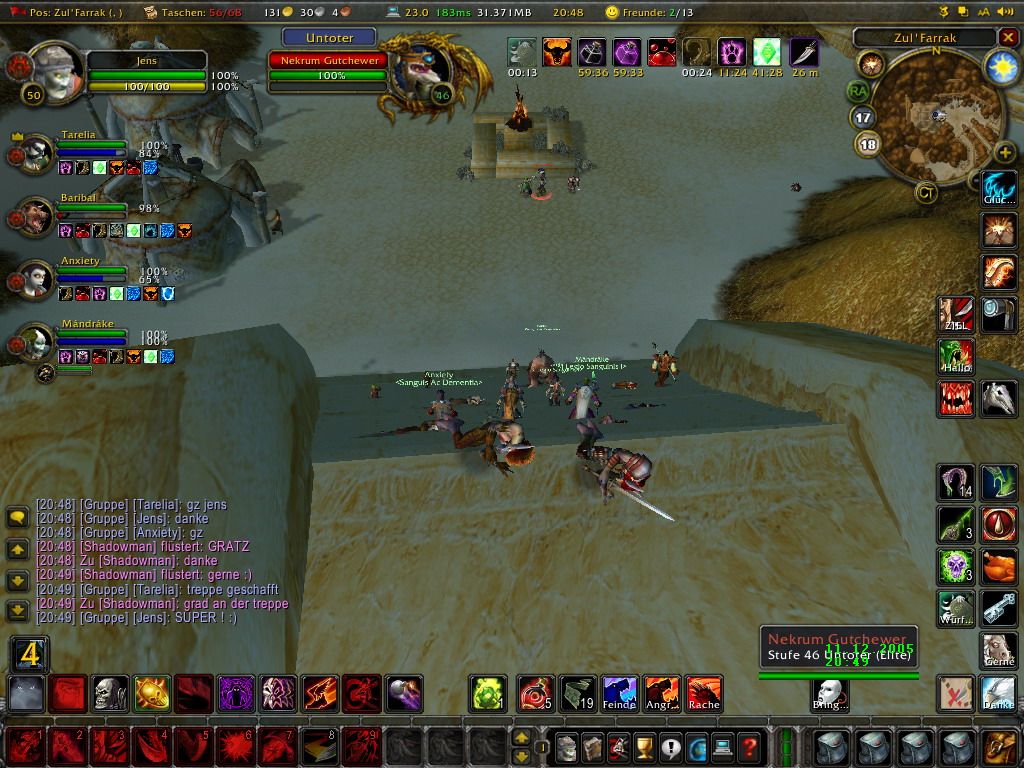 Pos: Zul'Farrak (, ) Taschen: 56/68 131 30 4 23.0 183ms 31.371MB 20:48 Freunde: 2/13
Untoter
Zul'Farrak
N
Jens
100%
100/100 100%
50
Nekrum Gutchewer
100%
46
00:13 59:36 59:33 00:24 11:24 41:28 26 m
RA
17
18
CT
Tarelia
100%
84%
Baribal
98%
Anxiety
100%
65%
Mándráke
100%
100%
Gluc...
ZIEL
Hallo
Mándráke
Legio Sanguinis
Anxiety
<Sanguis Ac Dementia>
14
3
3
Würf...
Gerne
[20:48] [Gruppe] [Tarelia]: gz jens
[20:48] [Gruppe] [Jens]: danke
[20:48] [Gruppe] [Anxiety]: gz
[20:48] [Shadowman] flüstert: GRATZ
[20:48] Zu [Shadowman]: danke
[20:49] [Shadowman] flüstert: gerne :)
[20:49] [Gruppe] [Tarelia]: treppe geschafft
[20:49] Zu [Shadowman]: grad an der treppe
[20:49] [Gruppe] [Jens]: SUPER ! :)
Nekrum Gutchewer
11.12.2005
Stufe 46 Untoter (Elite)
20:49
4
5 19 Feinde Angr... Rache Bring... Danke
1 2 3 4 5 6 7 8 9
1